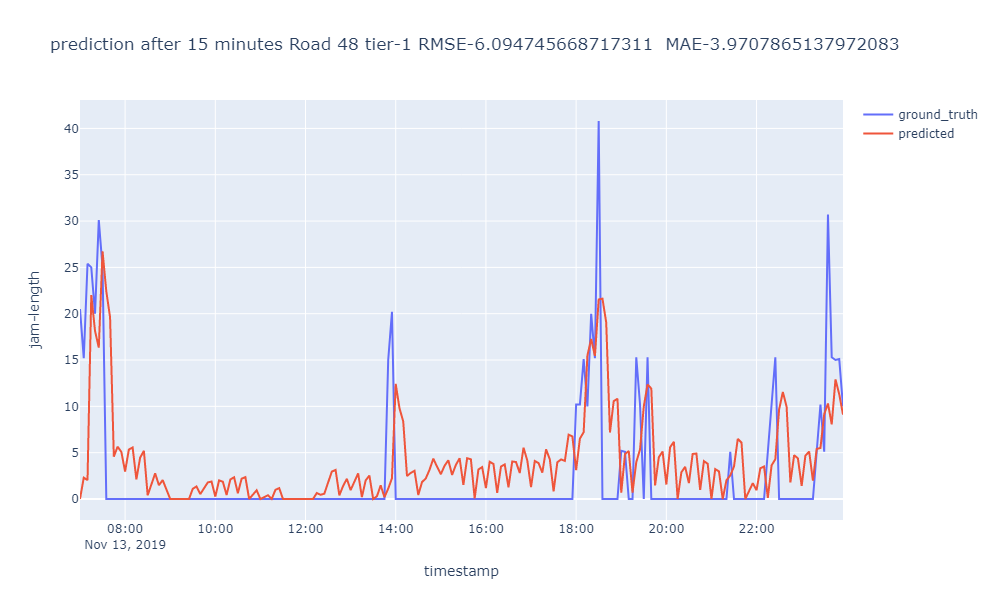 prediction after 15 minutes Road 48 tier-1 RMSE-6.094745668717311  MAE-3.9707865137972083
ground_truth
predicted
jam-length
40
35
30
25
20
15
10
5
0
08:00 10:00 12:00 14:00 16:00 18:00 20:00 22:00
Nov 13, 2019
timestamp